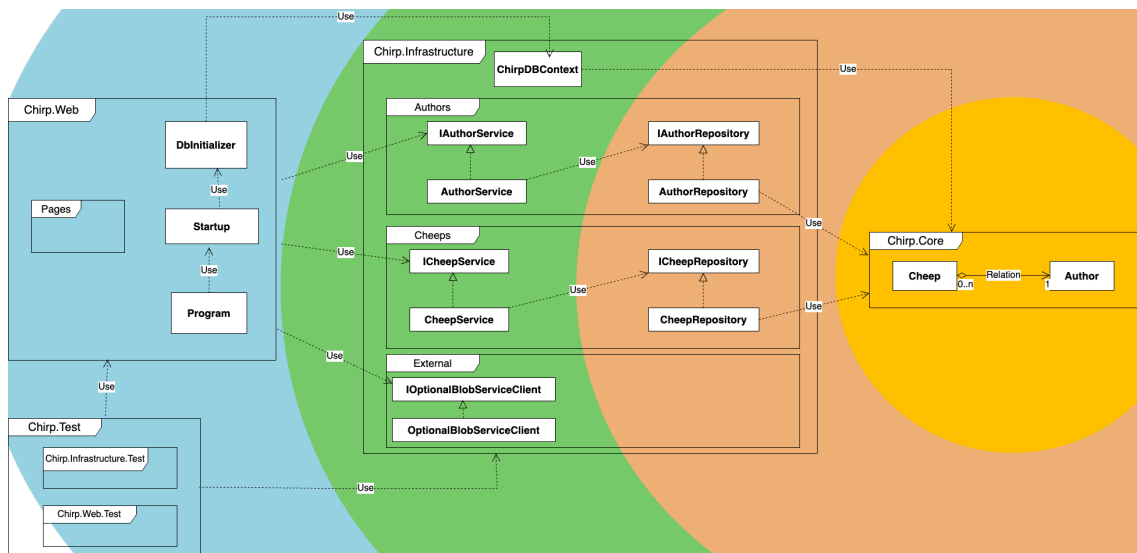 Use
Chirp.Infrastructure
ChirpDBContext
Use
Chirp.Web
Authors
DbInitializer
IAuthorService
IAuthorRepository
Use
Use
Use
AuthorService
AuthorRepository
Pages
Startup
Use
Cheeps
Chirp.Core
Use
ICheepService
ICheepRepository
Use
Use
Cheep
Relation
Author
0..n
1
Program
CheepService
CheepRepository
Use
Use
External
Use
IOptionalBlobServiceClient
OptionalBlobServiceClient
Chirp.Test
Chirp.Infrastructure.Test
Use
Chirp.Web.Test